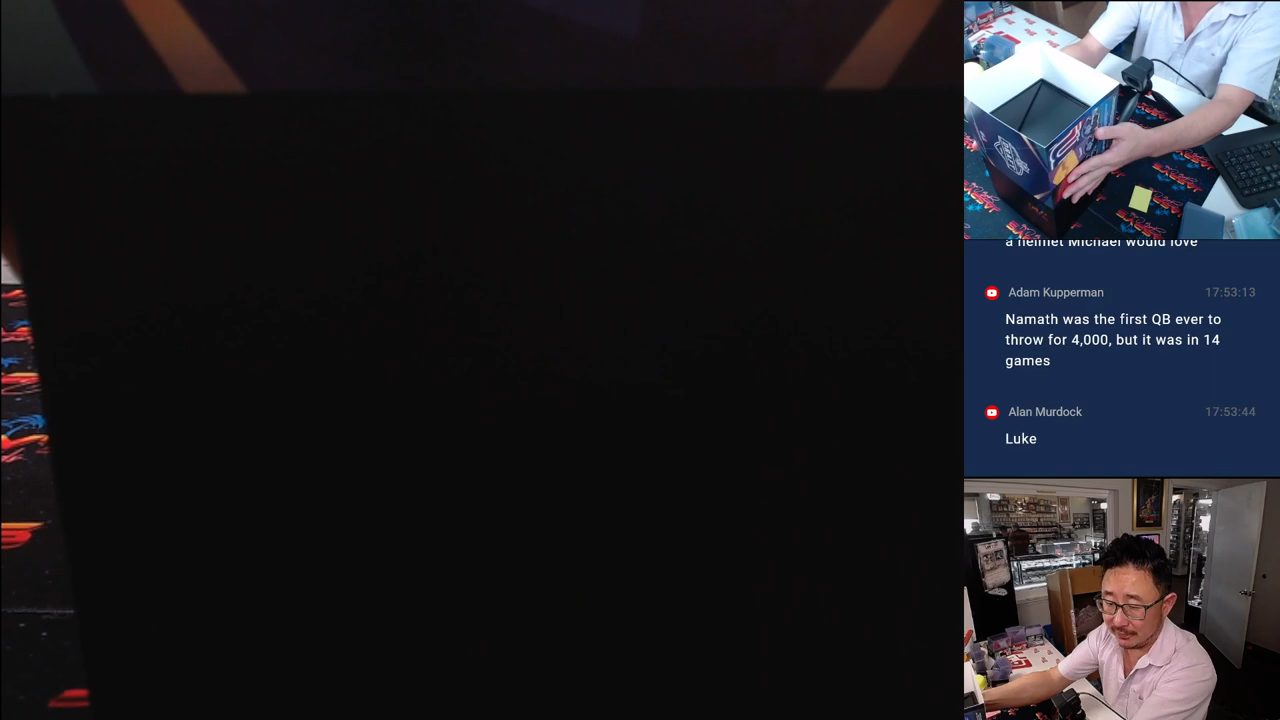 a helmet Michael would love
Adam Kupperman 17:53:13
Namath was the first QB ever to
throw for 4,000, but it was in 14
games
Alan Murdock 17:53:44
Luke